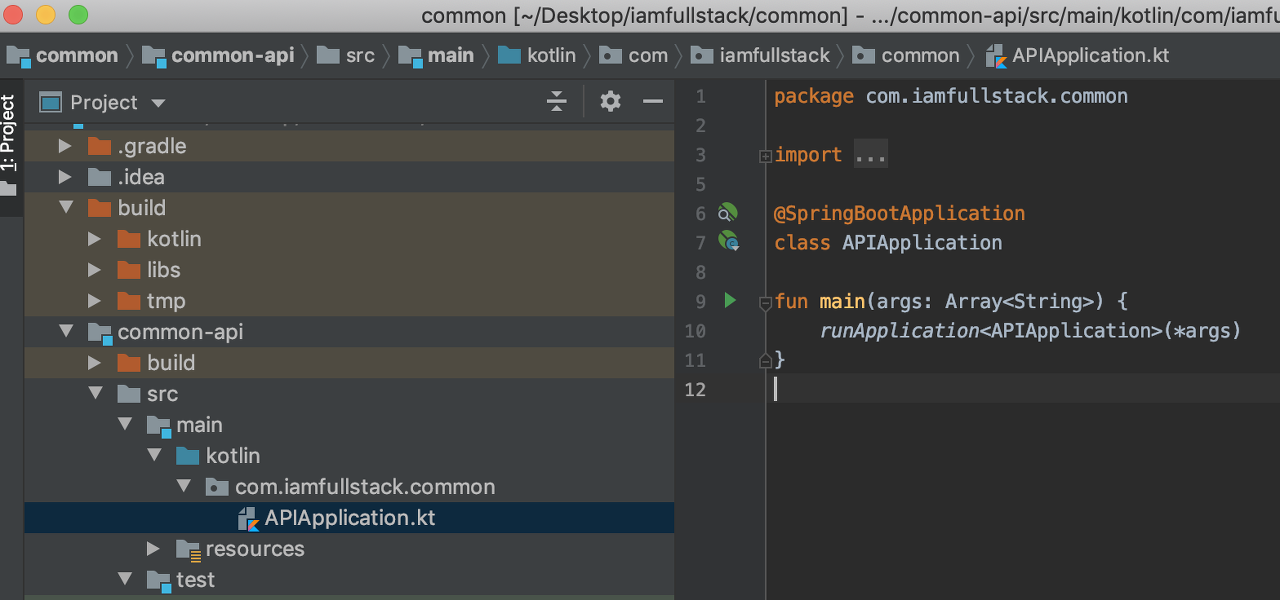 common [~/Desktop/iamfullstack/common] - .../common-api/src/main/kotlin/com/iamfu
common common-api src main kotlin com iamfullstack common APIApplication.kt
1: Project
Project
.gradle
.idea
build
kotlin
libs
tmp
common-api
build
src
main
kotlin
com.iamfullstack.common
APIApplication.kt
resources
test
1 package com.iamfullstack.common
2
3 import ...
5
6 @SpringBootApplication
7 class APIApplication
8
9 fun main(args: Array<String>) {
10 runApplication<APIApplication>(*args)
11 }
12